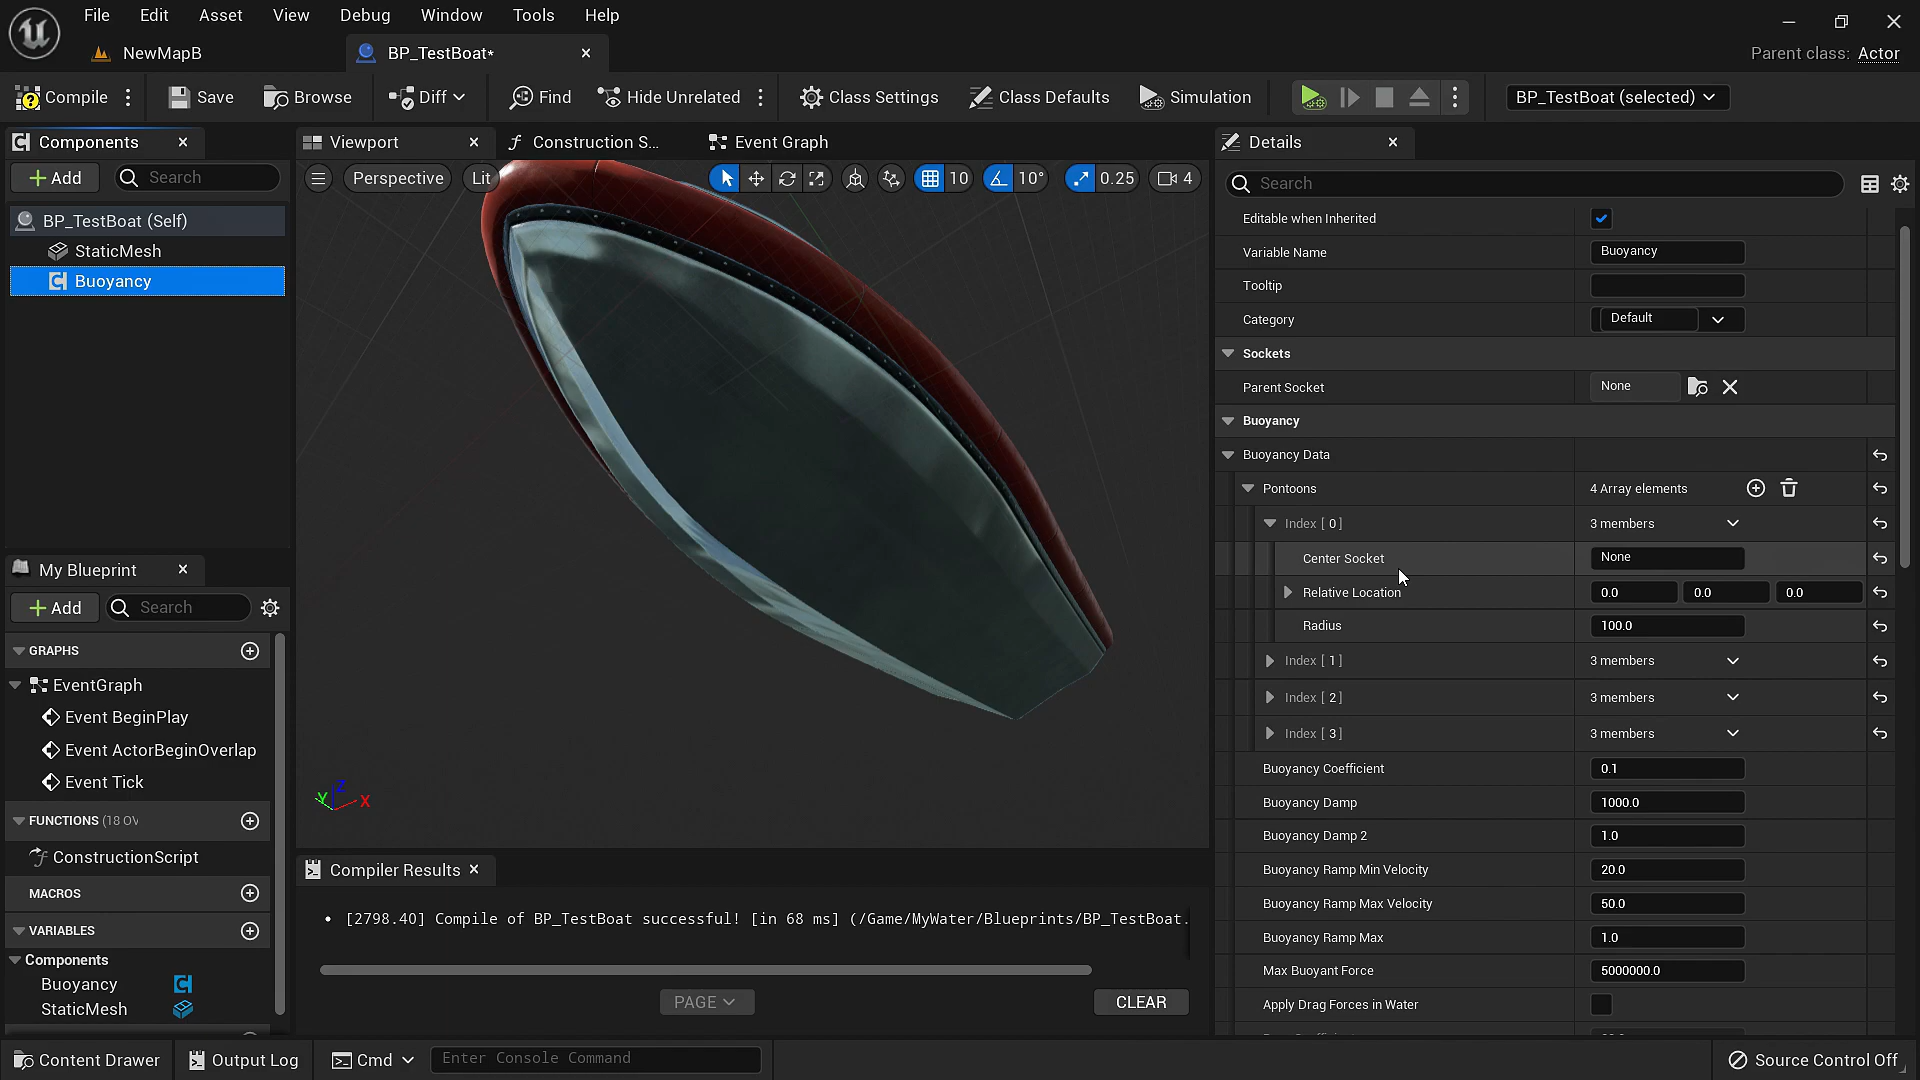 File Edit Asset View Debug Window Tools Help
NewMapB
BP_TestBoat*
Parent class: Actor
Compile
Save
Browse
Diff
Find
Hide Unrelated
Class Settings
Class Defaults
Simulation
BP_TestBoat (selected)
Components
Add
Search
BP_TestBoat (Self)
StaticMesh
Buoyancy
My Blueprint
Add
Search
GRAPHS
EventGraph
Event BeginPlay
Event ActorBeginOverlap
Event Tick
FUNCTIONS (18 OV
ConstructionScript
MACROS
VARIABLES
Components
Buoyancy
StaticMesh
Viewport
Construction S...
Event Graph
Perspective
Lit
10
10°
0.25
4
Z
Y
X
Compiler Results
• [2798.40] Compile of BP_TestBoat successful! [in 68 ms] (/Game/MyWater/Blueprints/BP_TestBoat.
PAGE
CLEAR
Details
Search
Editable when Inherited
Variable Name Buoyancy
Tooltip
Category Default
Sockets
Parent Socket None
Buoyancy
Buoyancy Data
Pontoons 4 Array elements
Index [ 0 ] 3 members
Center Socket None
Relative Location 0.0 0.0 0.0
Radius 100.0
Index [ 1 ] 3 members
Index [ 2 ] 3 members
Index [ 3 ] 3 members
Buoyancy Coefficient 0.1
Buoyancy Damp 1000.0
Buoyancy Damp 2 1.0
Buoyancy Ramp Min Velocity 20.0
Buoyancy Ramp Max Velocity 50.0
Buoyancy Ramp Max 1.0
Max Buoyant Force 5000000.0
Apply Drag Forces in Water
Content Drawer
Output Log
Cmd
Enter Console Command
Source Control Off